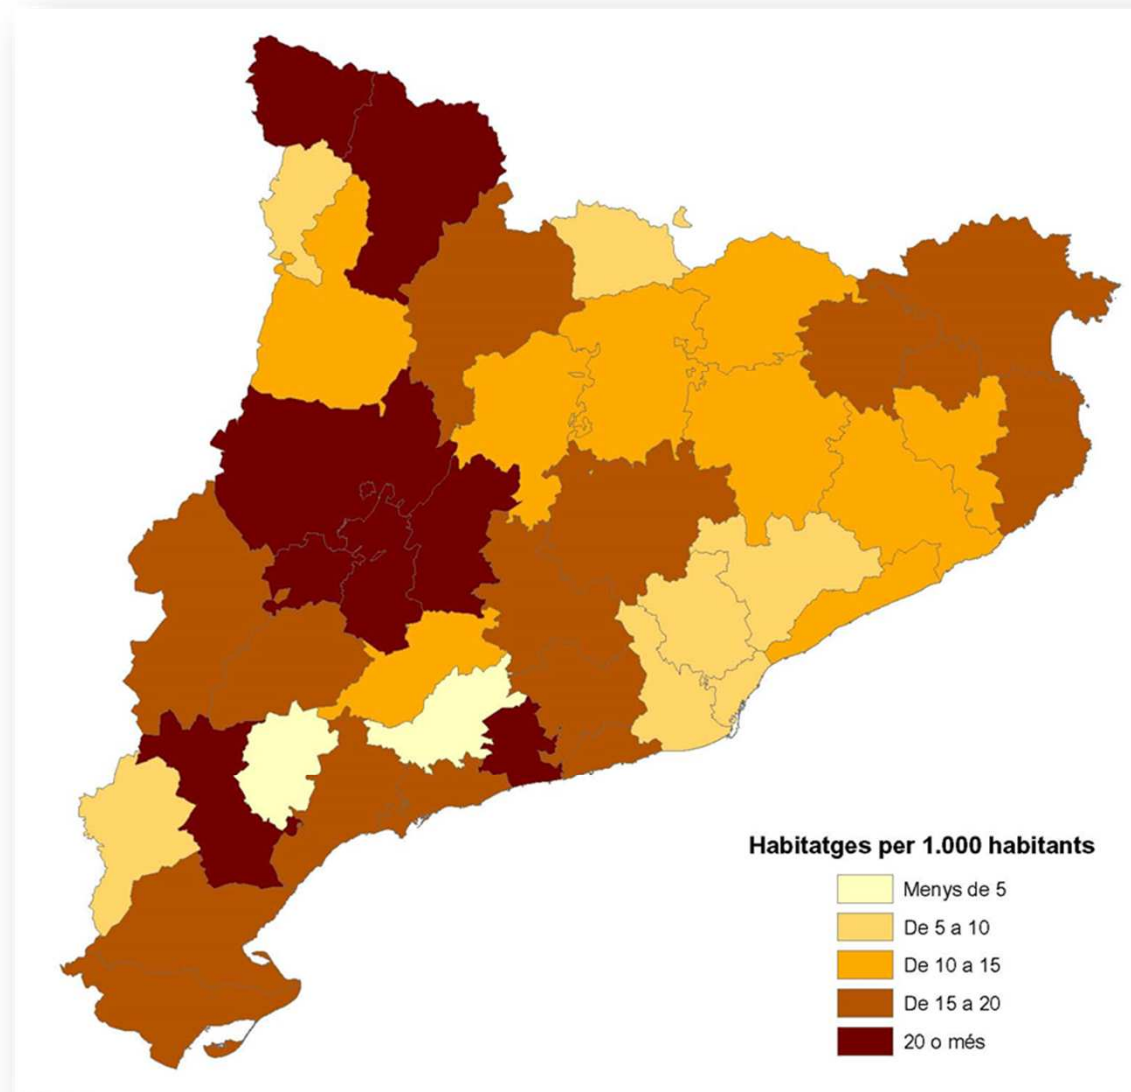 Habitatges per 1.000 habitants
Menys de 5
De 5 a 10
De 10 a 15
De 15 a 20
20 o més